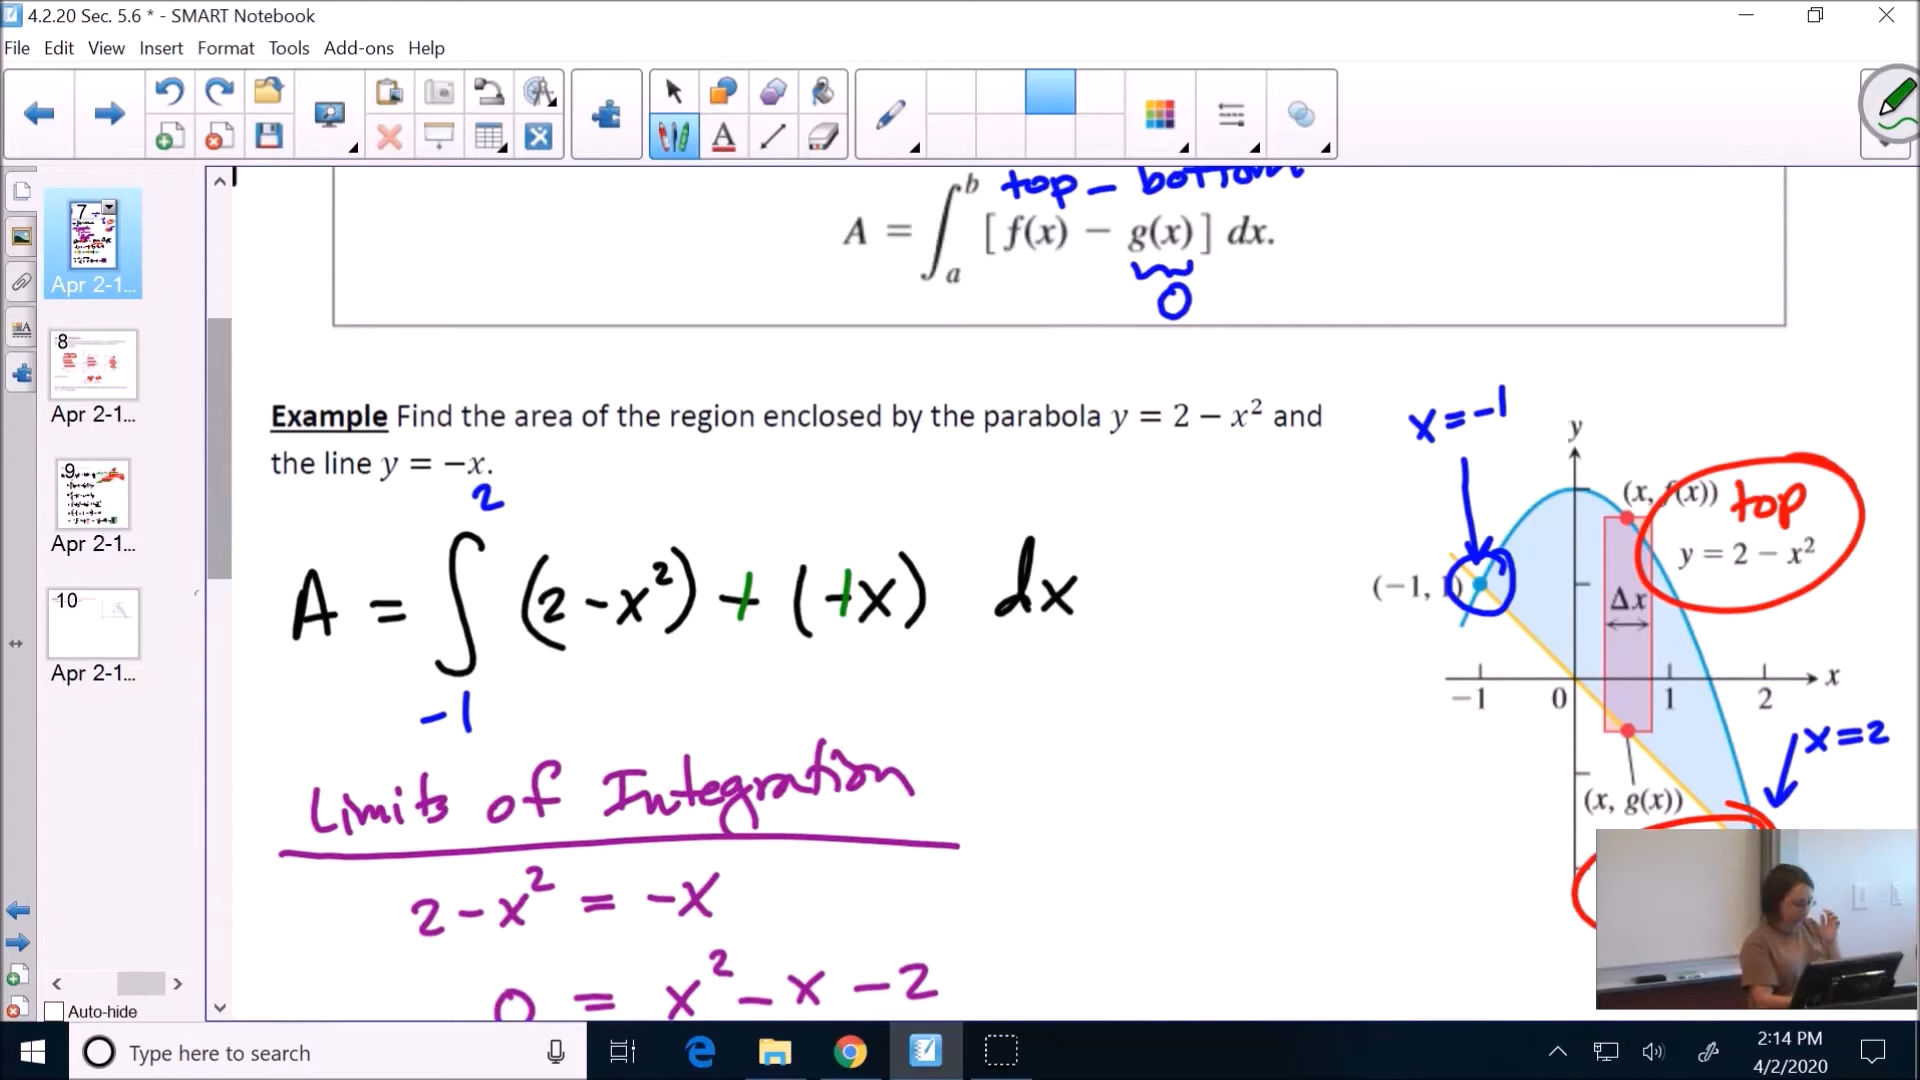 4.2.20 Sec. 5.6 * - SMART Notebook
File Edit View Insert Format Tools Add-ons Help
7
Apr 2-1...
8
Apr 2-1...
9
Apr 2-1...
10
Apr 2-1...
Auto-hide
top - bottom
A = ∫_a^b [f(x) − g(x)] dx.
0
Example Find the area of the region enclosed by the parabola y = 2 − x² and
the line y = −x.
A = ∫_{-1}^{2} (2-x²) + (+x) dx
Limits of Integration
2-x² = -x
0 = x² - x - 2
x = -1
y
(x, f(x))
top
y = 2 − x²
(−1, 1)
Δx
−1 0 1 2 x
x=2
(x, g(x))
Type here to search
2:14 PM
4/2/2020